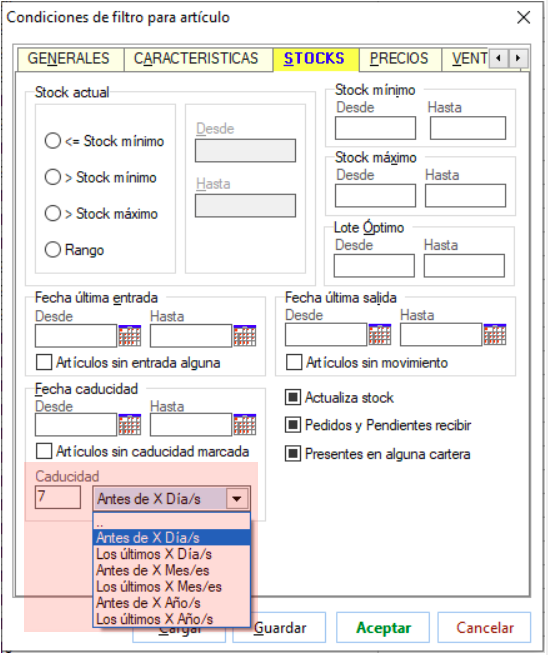 Condiciones de filtro para artículo
GENERALES CARACTERISTICAS STOCKS PRECIOS VENT
Stock actual
<= Stock mínimo
> Stock mínimo
> Stock máximo
Rango
Desde
Hasta
Stock mínimo
Desde Hasta
Stock máximo
Desde Hasta
Lote Óptimo
Desde Hasta
Fecha última entrada
Desde Hasta
Artículos sin entrada alguna
Fecha última salida
Desde Hasta
Artículos sin movimiento
Fecha caducidad
Desde Hasta
Artículos sin caducidad marcada
Actualiza stock
Pedidos y Pendientes recibir
Presentes en alguna cartera
Caducidad
7 Antes de X Día/s
..
Antes de X Día/s
Los últimos X Día/s
Antes de X Mes/es
Los últimos X Mes/es
Antes de X Año/s
Los últimos X Año/s
Cargar Guardar Aceptar Cancelar